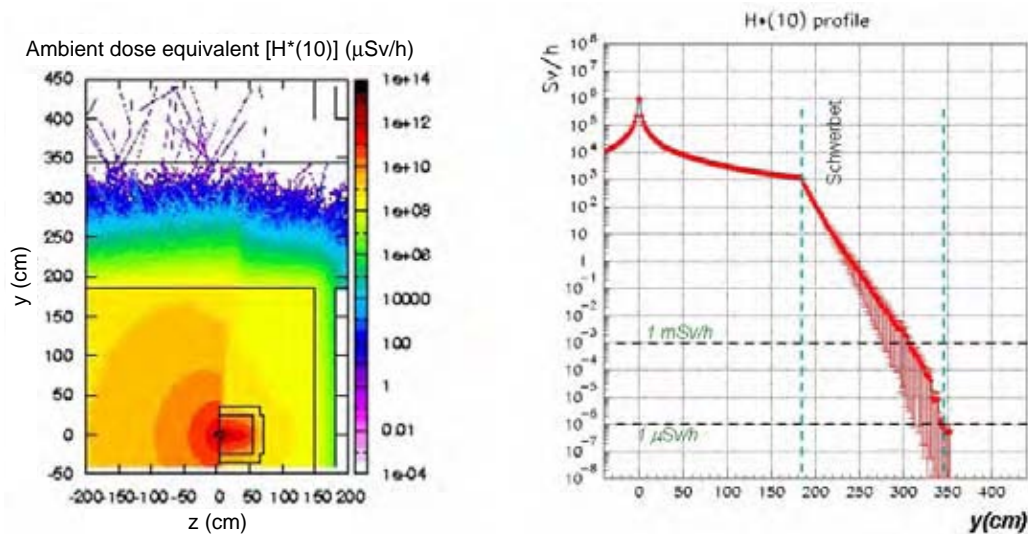 Ambient dose equivalent [H*(10)] (μSv/h)
450
400
350
300
250
200
150
100
50
0
-50
y (cm)
-200 -150 -100 -50 0 50 100 150 200
z (cm)
1e+14
1e+12
1e+10
1e+08
1e+06
10000
100
1
0.01
1e-04
H*(10) profile
Sv/h
10^8
10^7
10^6
10^5
10^4
10^3
10^2
10
1
10^-1
10^-2
10^-3
10^-4
10^-5
10^-6
10^-7
10^-8
Schwerbet.
1 mSv/h
1 μSv/h
0 50 100 150 200 250 300 350 400
y(cm)